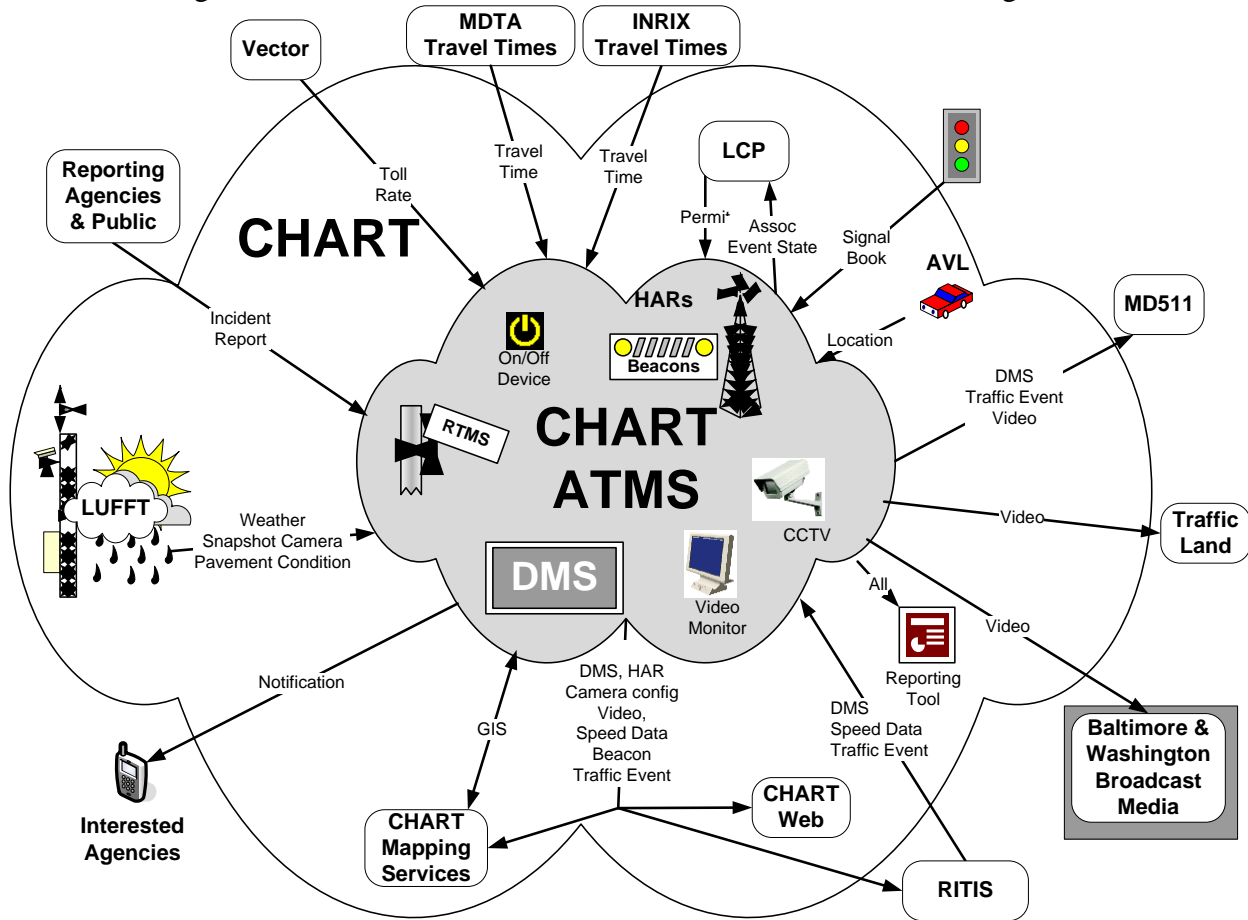 MDTA
Travel Times
INRIX
Travel Times
Vector
LCP
Reporting
Agencies
& Public
Travel
Time
Travel
Time
Toll
Rate
CHART
Permit
Assoc
Event State
Signal
Book
AVL
MD511
HARs
Incident
Report
On/Off
Device
Beacons
Location
DMS
Traffic Event
Video
RTMS
CHART
ATMS
LUFFT
Weather
Snapshot Camera
Pavement Condition
CCTV
Video
Traffic
Land
DMS
Video
Monitor
All
Reporting
Tool
Video
Notification
GIS
DMS, HAR
Camera config
Video,
Speed Data
Beacon
Traffic Event
DMS
Speed Data
Traffic Event
Baltimore &
Washington
Broadcast
Media
Interested
Agencies
CHART
Mapping
Services
CHART
Web
RITIS